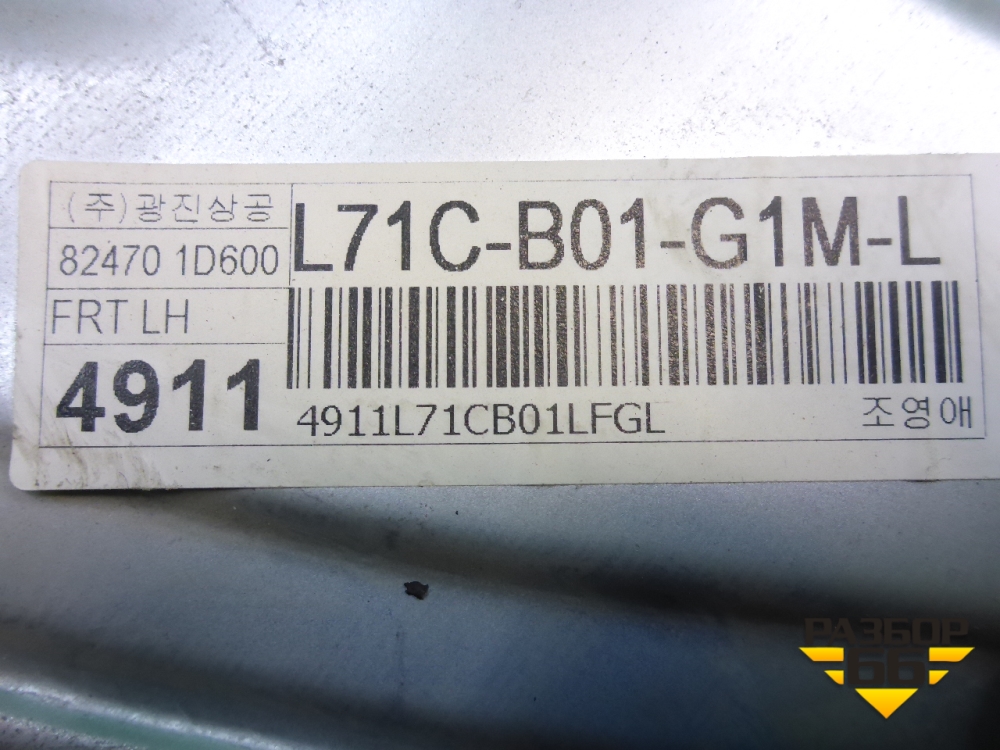 (주)광진상공
82470 1D600
FRT LH
4911
L71C-B01-G1M-L
4911L71CB01LFGL
조영애
РАЗБОР
66